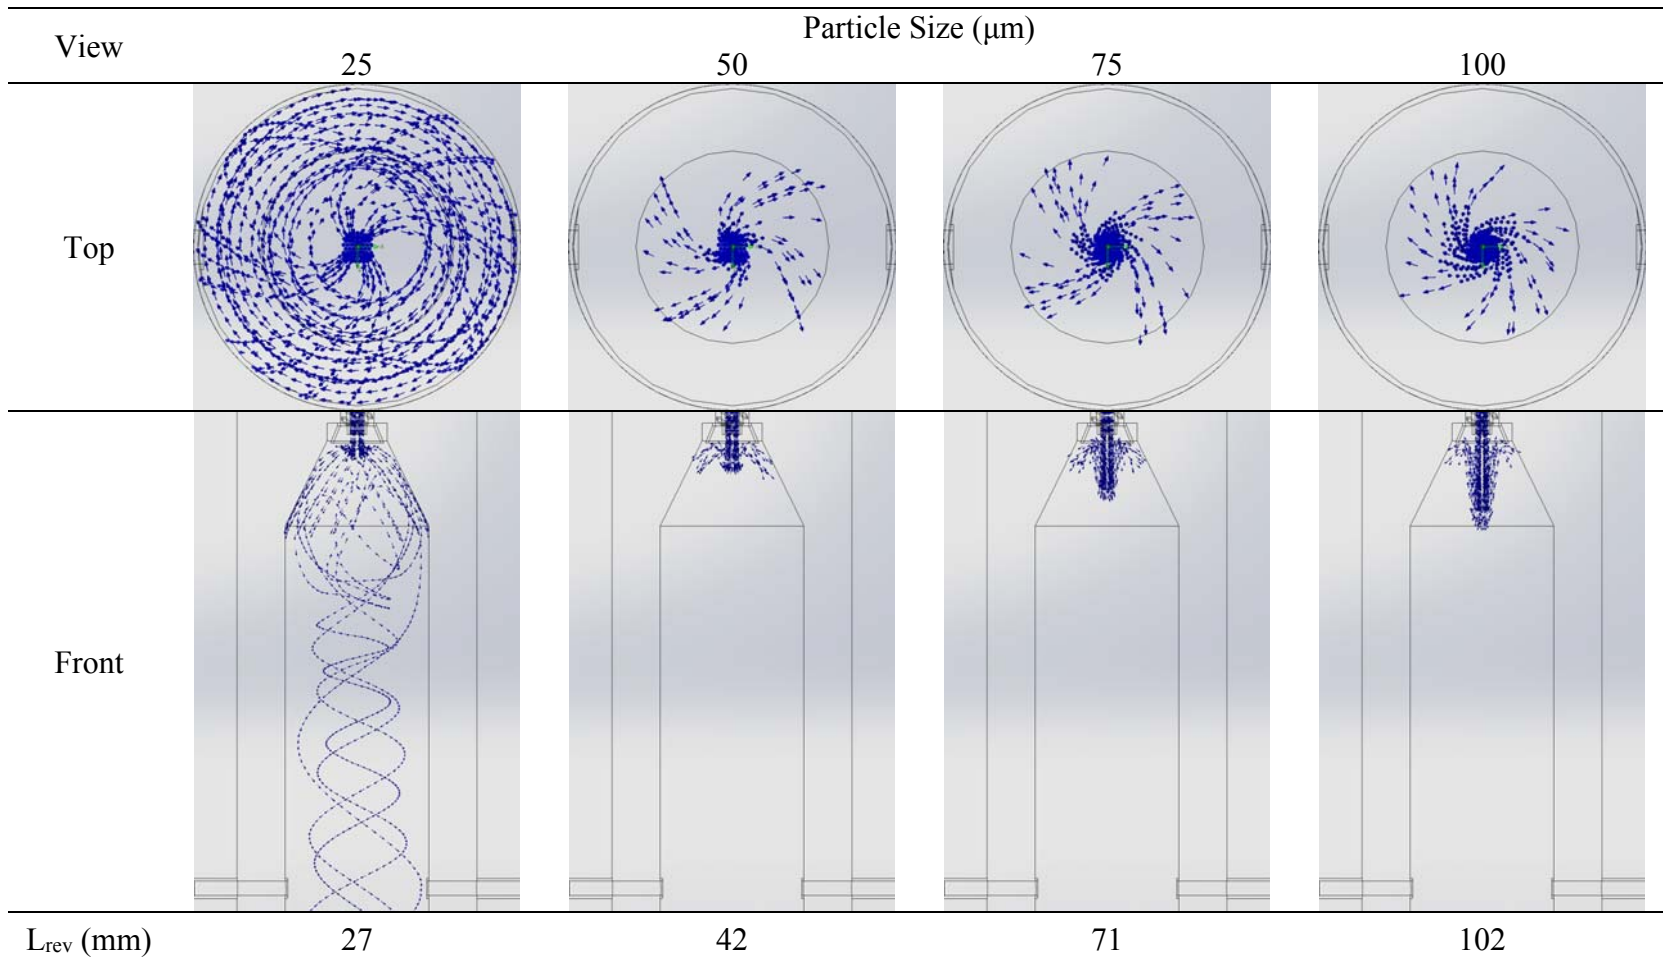 View
Particle Size (μm)
25 50 75 100
Top
Front
Lrev (mm) 27 42 71 102